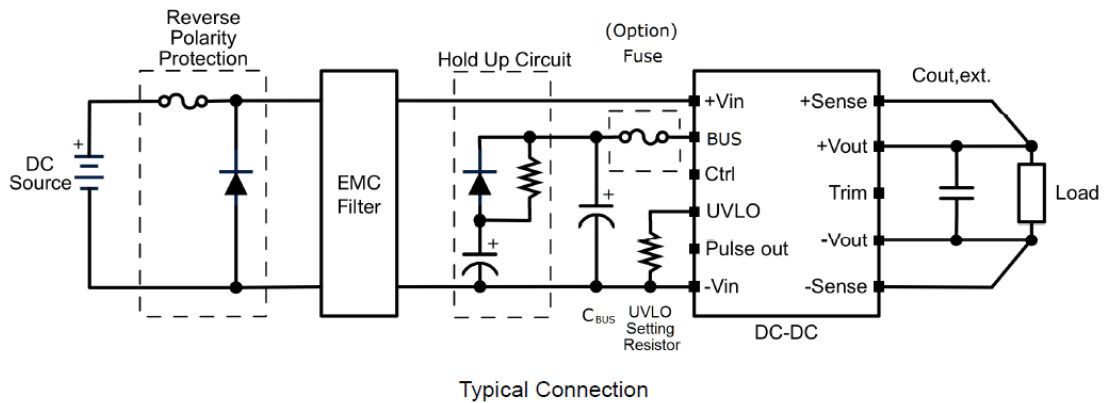 Reverse
Polarity
Protection
(Option)
Fuse
Hold Up Circuit
Cout,ext.
+
DC
Source
EMC
Filter
+
+
+Vin
BUS
Ctrl
UVLO
Pulse out
-Vin
+Sense
+Vout
Trim
-Vout
-Sense
Load
CBUS
UVLO
Setting
Resistor
DC-DC
Typical Connection